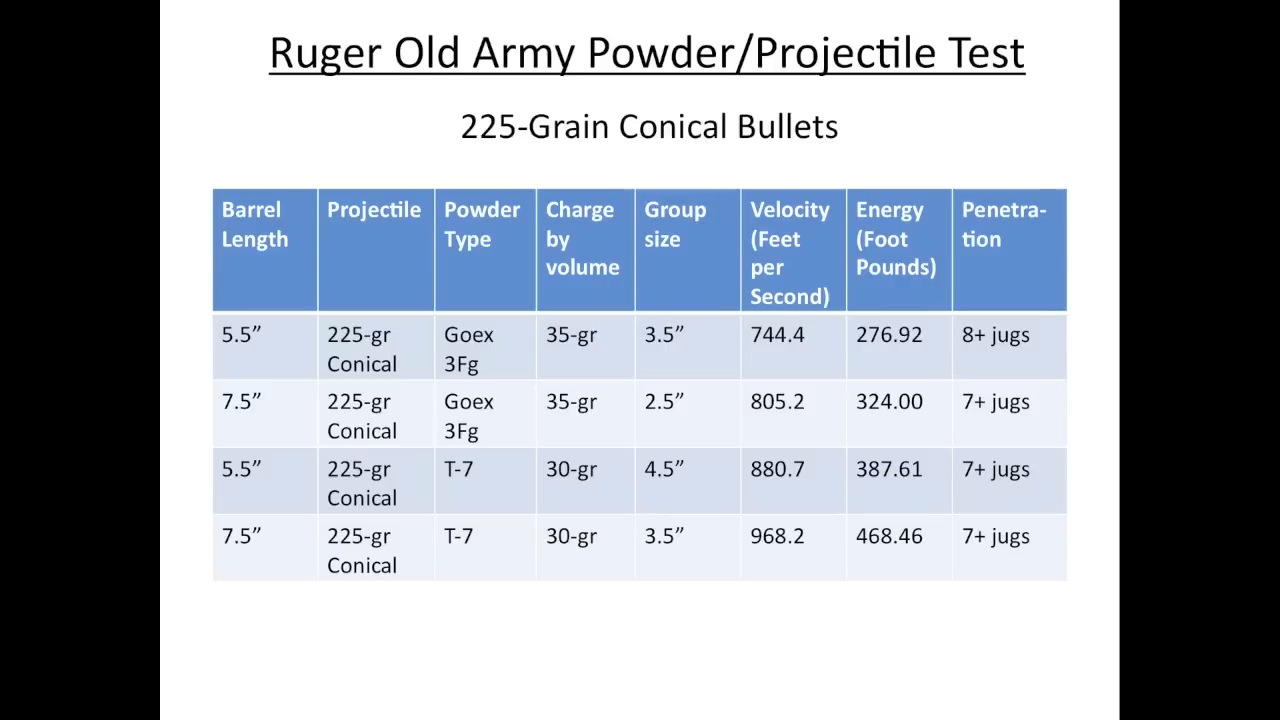 Ruger Old Army Powder/Projectile Test
225-Grain Conical Bullets
Barrel Length Projectile Powder Type Charge by volume Group size Velocity (Feet per Second) Energy (Foot Pounds) Penetra-tion
5.5” 225-gr Conical Goex 3Fg 35-gr 3.5” 744.4 276.92 8+ jugs
7.5” 225-gr Conical Goex 3Fg 35-gr 2.5” 805.2 324.00 7+ jugs
5.5” 225-gr Conical T-7 30-gr 4.5” 880.7 387.61 7+ jugs
7.5” 225-gr Conical T-7 30-gr 3.5” 968.2 468.46 7+ jugs